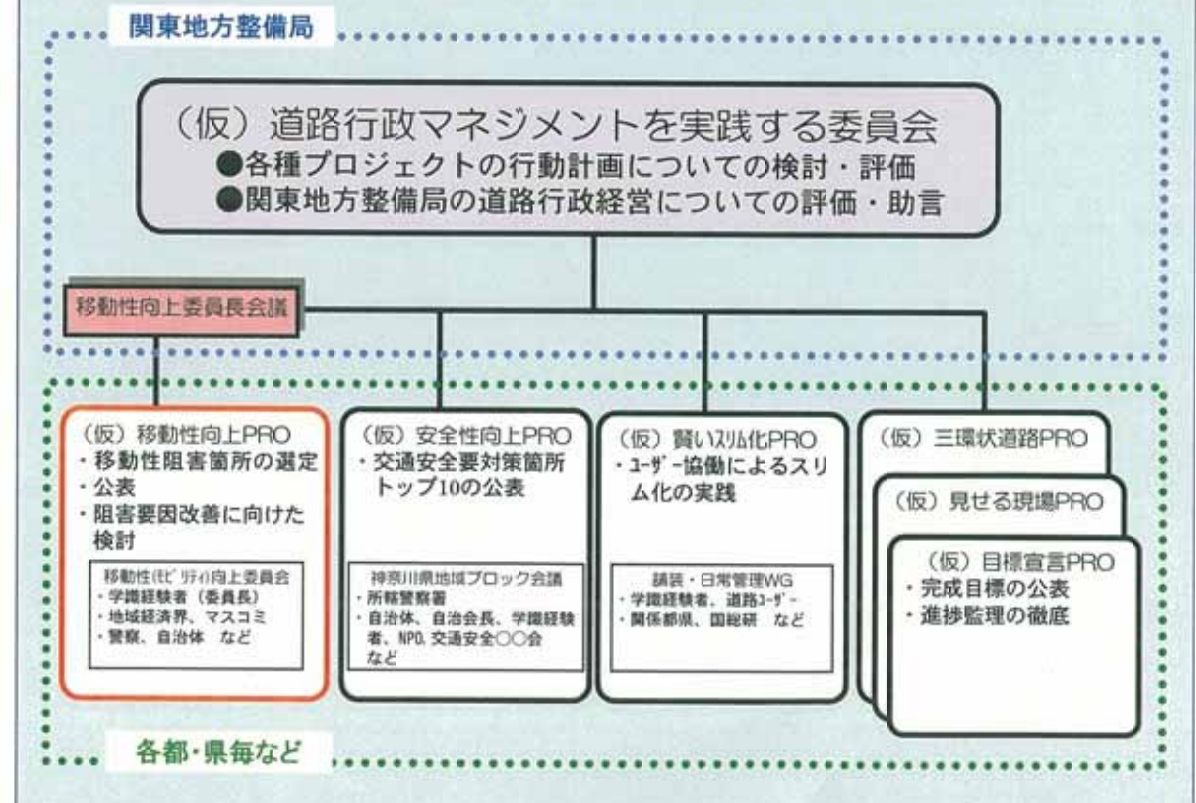 関東地方整備局
（仮）道路行政マネジメントを実践する委員会
●各種プロジェクトの行動計画についての検討・評価
●関東地方整備局の道路行政経営についての評価・助言
移動性向上委員長会議
（仮）移動性向上PRO
・移動性阻害箇所の選定
・公表
・阻害要因改善に向けた
検討
移動性(ﾓﾋﾞﾘﾃｨ)向上委員会
・学識経験者（委員長）
・地域経済界、マスコミ
・警察、自治体　など
（仮）安全性向上PRO
・交通安全要対策箇所
トップ10の公表
神奈川県地域ブロック会議
・所轄警察署
・自治体、自治会長、学識経験
者、NPO,交通安全○○会
など
（仮）賢いｽﾘﾑ化PRO
・ﾕｰｻﾞｰ協働によるスリ
ム化の実践
舗装・日常管理WG
・学識経験者、道路ﾕｰｻﾞｰ
・関係都県、国総研　など
（仮）三環状道路PRO
（仮）見せる現場PRO
（仮）目標宣言PRO
・完成目標の公表
・進捗監理の徹底
各都・県毎など